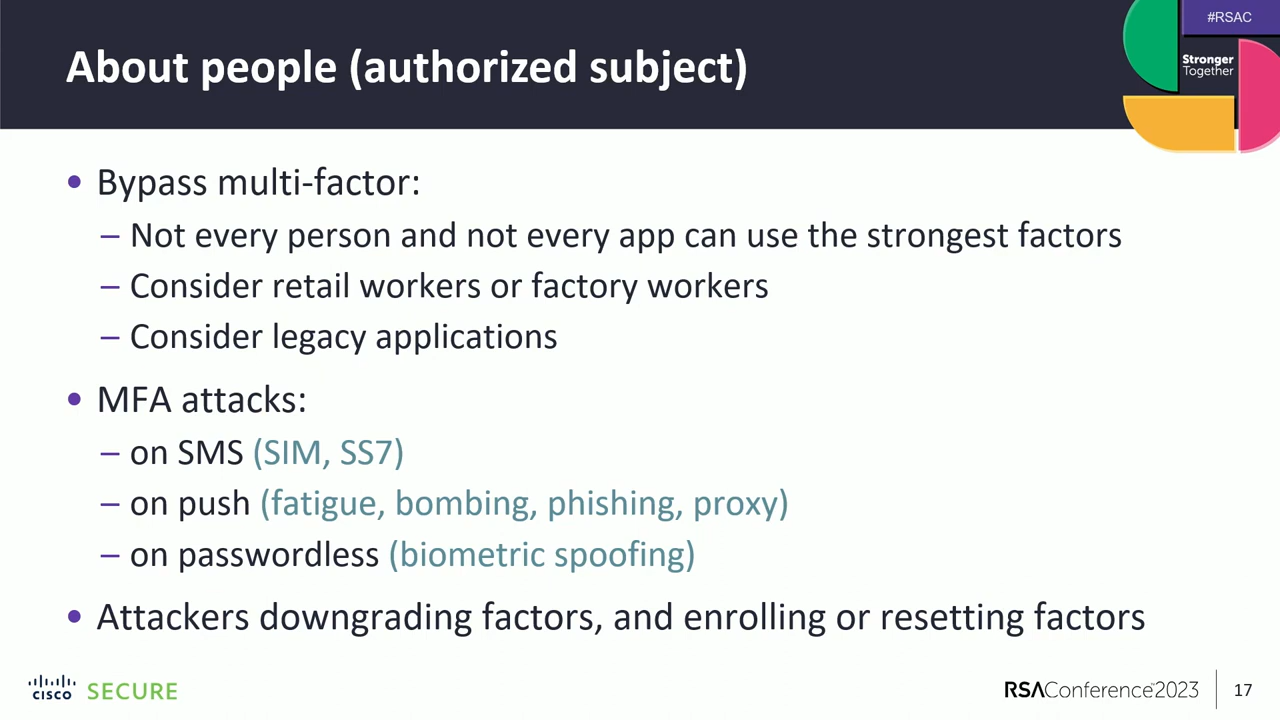 #RSAC
About people (authorized subject)
Stronger
Together
• Bypass multi-factor:
– Not every person and not every app can use the strongest factors
– Consider retail workers or factory workers
– Consider legacy applications
• MFA attacks:
– on SMS (SIM, SS7)
– on push (fatigue, bombing, phishing, proxy)
– on passwordless (biometric spoofing)
• Attackers downgrading factors, and enrolling or resetting factors
CISCO SECURE
RSAConference™2023
17